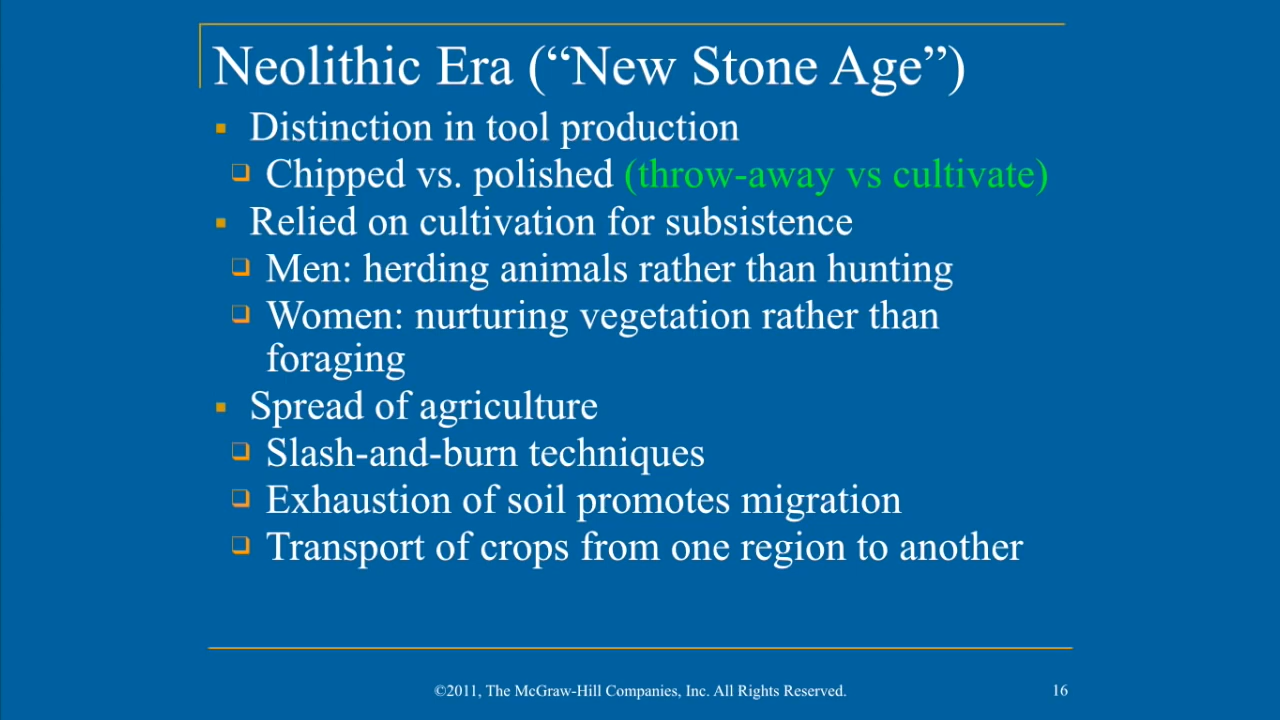 Neolithic Era (“New Stone Age”)
Distinction in tool production
Chipped vs. polished (throw-away vs cultivate)
Relied on cultivation for subsistence
Men: herding animals rather than hunting
Women: nurturing vegetation rather than
foraging
Spread of agriculture
Slash-and-burn techniques
Exhaustion of soil promotes migration
Transport of crops from one region to another
©2011, The McGraw-Hill Companies, Inc. All Rights Reserved.
16